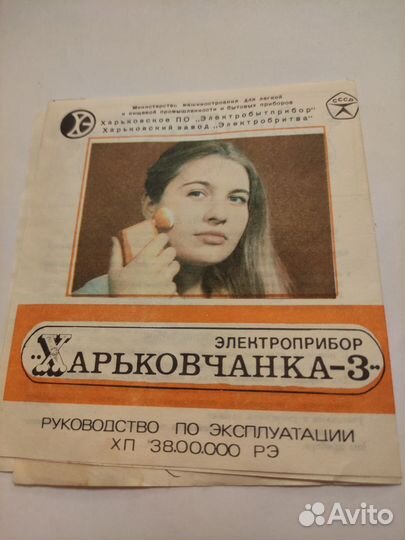 Министерство машиностроения для легкой
и пищевой промышленности и бытовых приборов
Харьковское ПО „Электробытприбор"
Харьковский завод „Электробритва"
СССР
ЭЛЕКТРОПРИБОР
„ХАРЬКОВЧАНКА-3"
РУКОВОДСТВО ПО ЭКСПЛУАТАЦИИ
ХП 38.00.000 РЭ
Avito